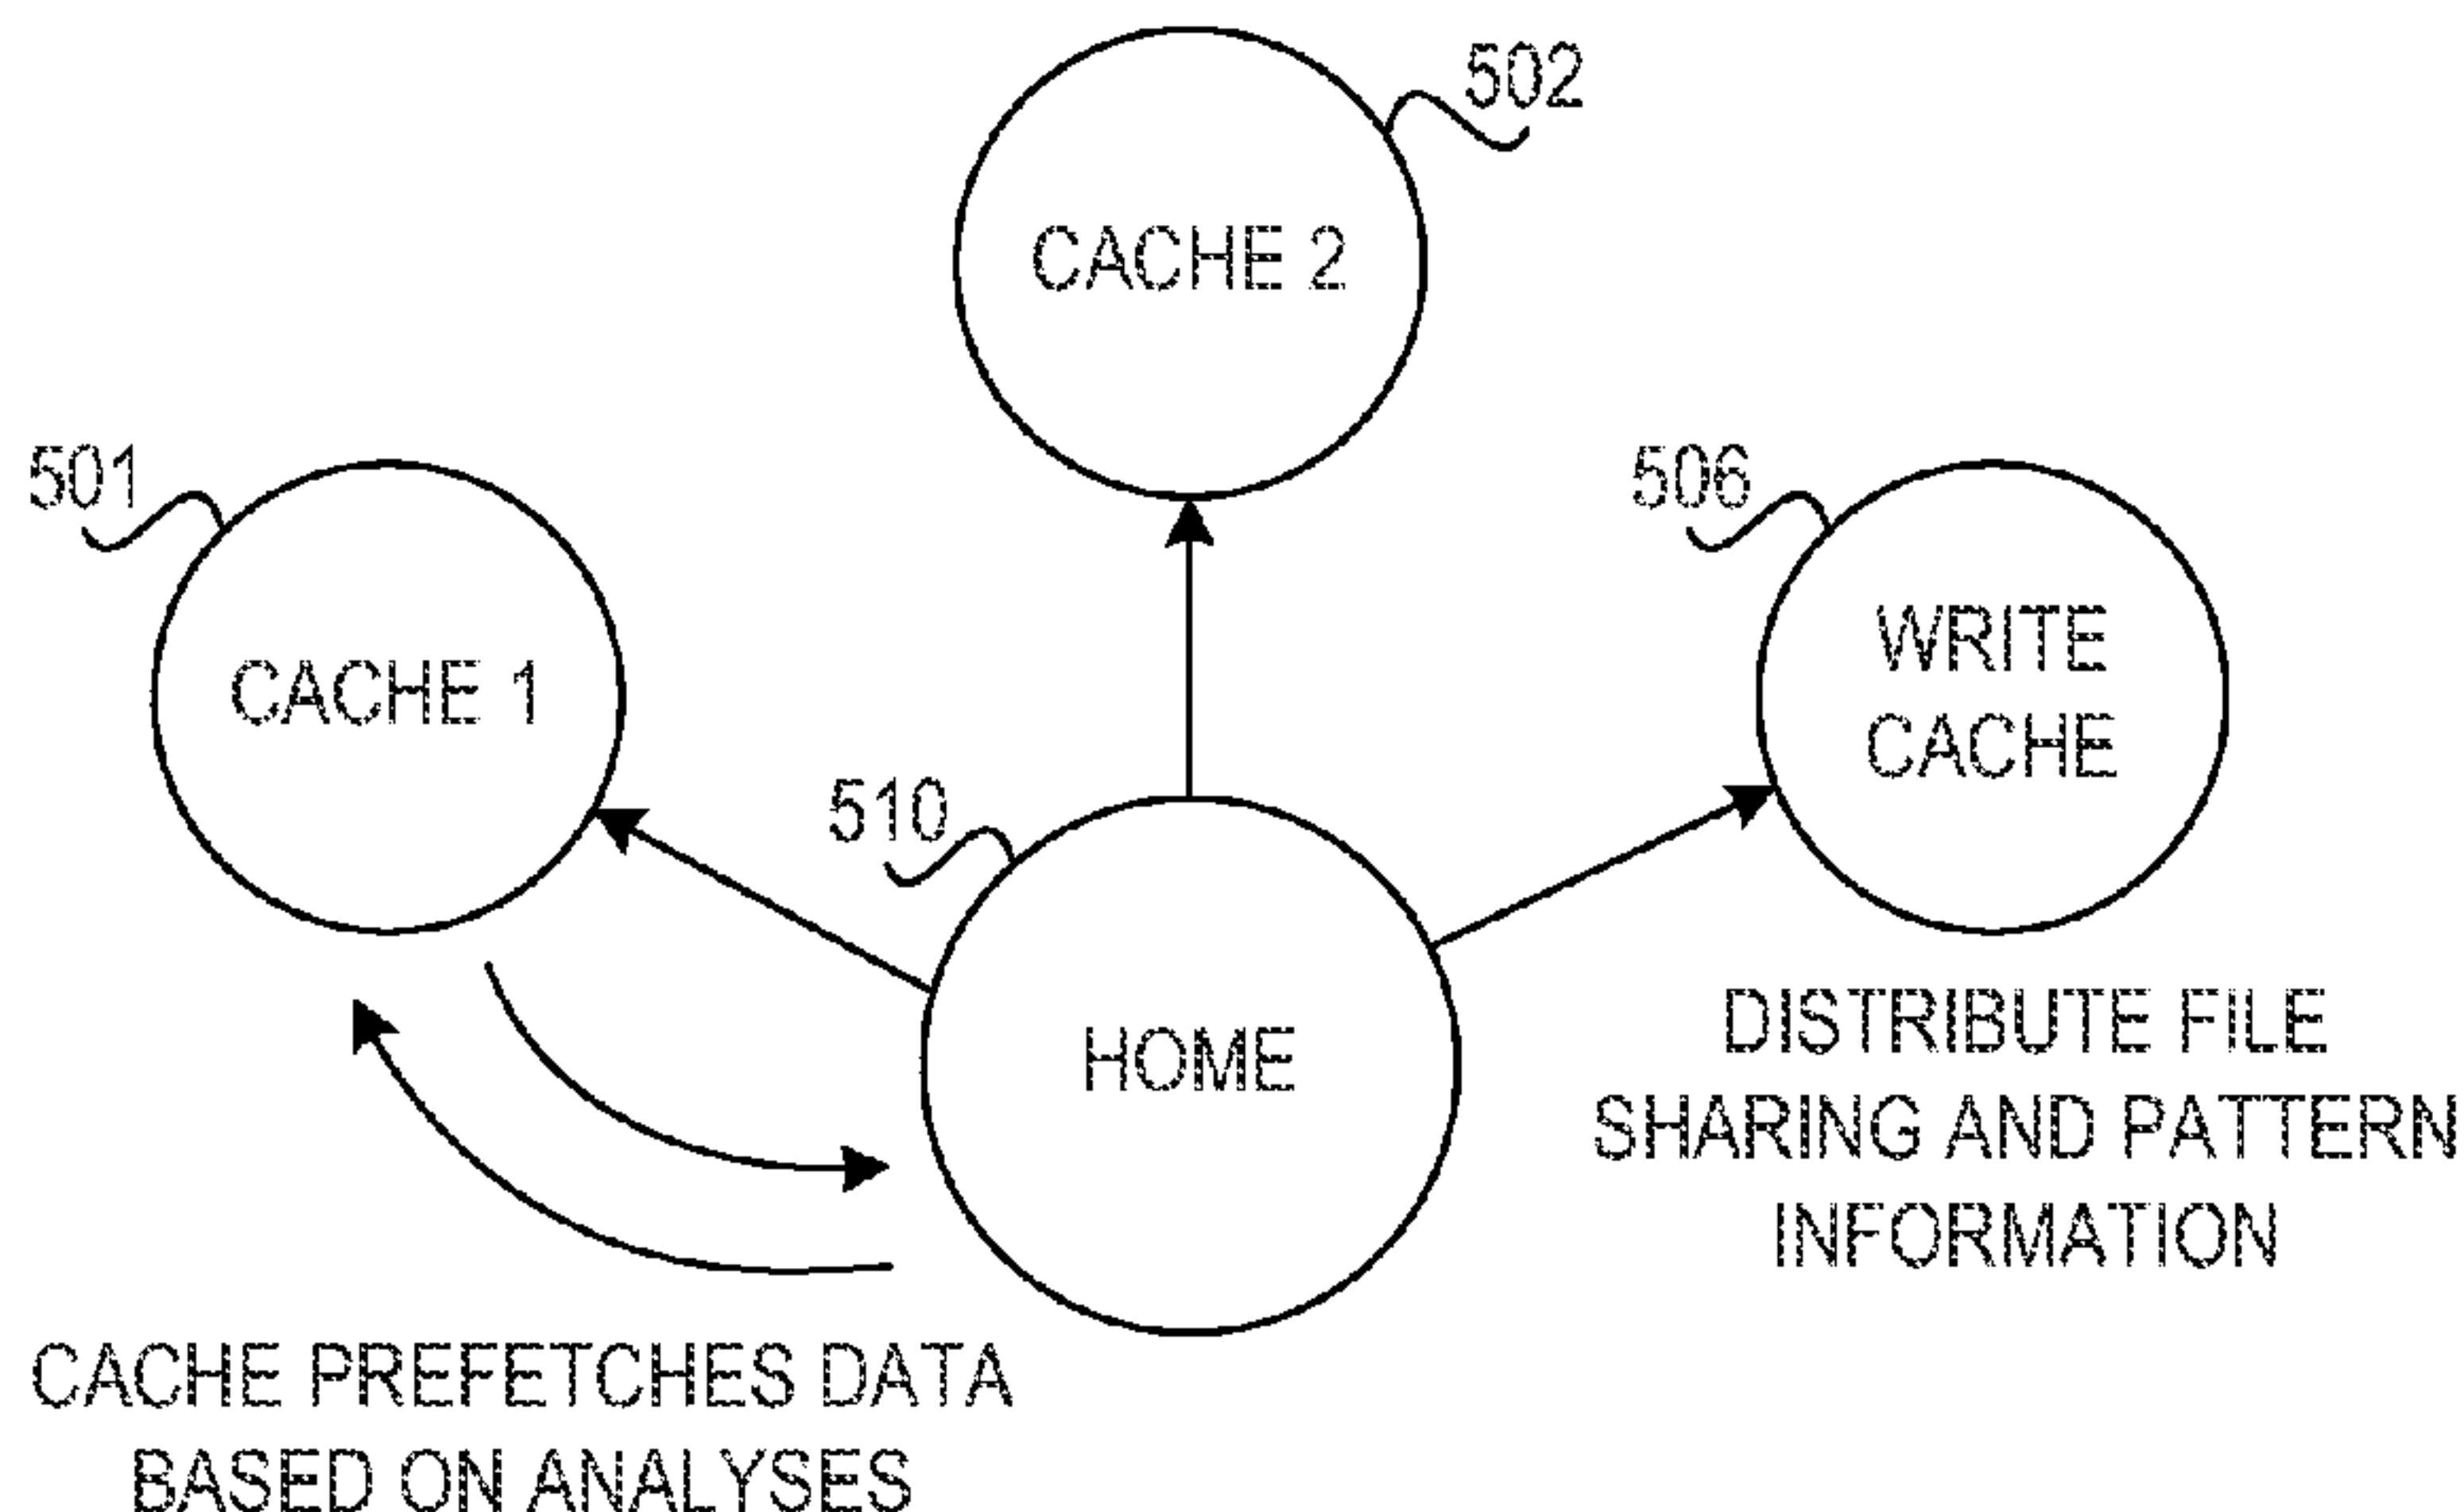 502
CACHE 2
501
506
CACHE 1
WRITE
CACHE
510
HOME
DISTRIBUTE FILE
SHARING AND PATTERN
INFORMATION
CACHE PREFETCHES DATA
BASED ON ANALYSES